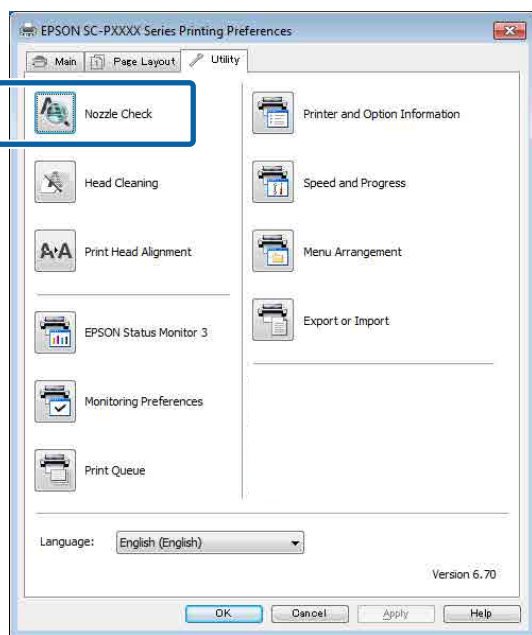 EPSON SC-PXXXX Series Printing Preferences
Main Page Layout Utility
Nozzle Check
Head Cleaning
A A Print Head Alignment
EPSON Status Monitor 3
Monitoring Preferences
Print Queue
Printer and Option Information
Speed and Progress
Menu Arrangement
Export or Import
Language: English (English)
Version 6.70
OK Cancel Apply Help